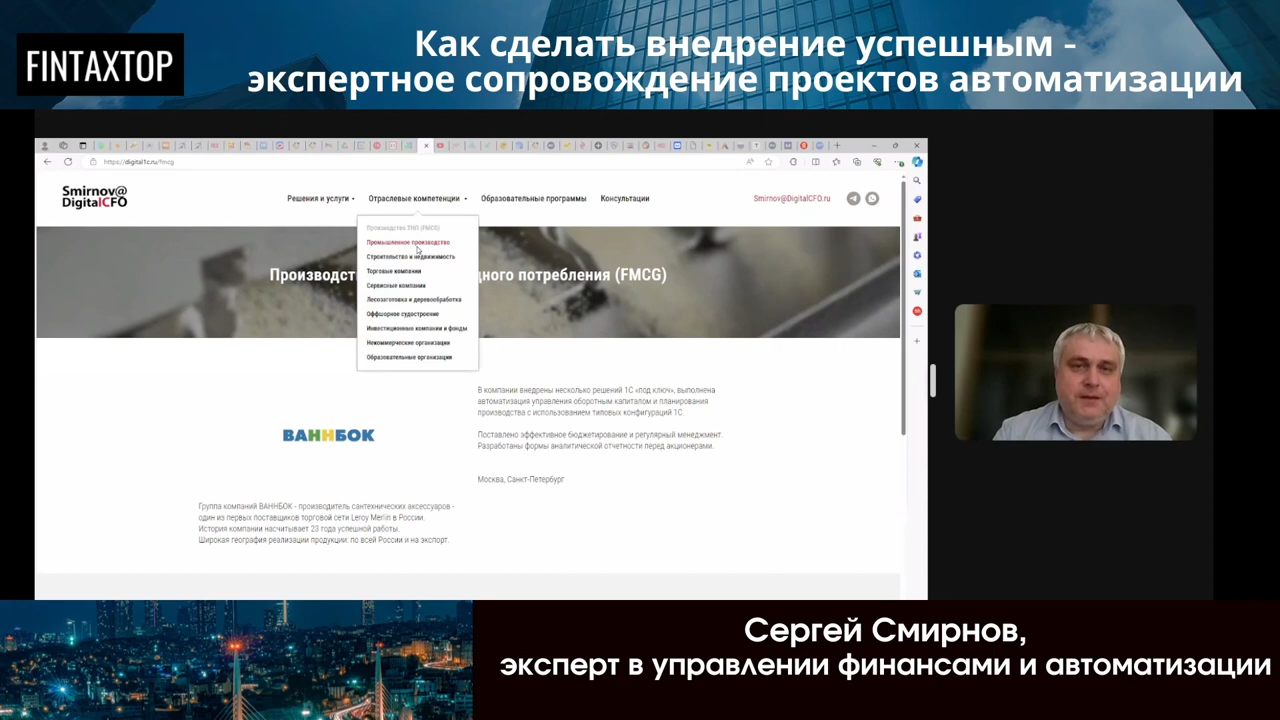 FINTAXTOP
Как сделать внедрение успешным -
экспертное сопровождение проектов автоматизации
https://digital1c.ru/fmcg
Smirnov@
DigitalCFO
Решения и услуги
Отраслевые компетенции
Образовательные программы
Консультации
Smirnov@DigitalCFO.ru
Производство ТНП (FMCG)
Промышленное производство
Строительство и недвижимость
Торговые компании
Сервисные компании
Лесозаготовка и деревообработка
Оффшорное судостроение
Инвестиционные компании и фонды
Некоммерческие организации
Образовательные организации
Производст дного потребления (FMCG)
В компании внедрены несколько решений 1С «под ключ», выполнена
автоматизация управления оборотным капиталом и планирования
производства с использованием типовых конфигураций 1С.
Поставлено эффективное бюджетирование и регулярный менеджмент.
Разработаны формы аналитической отчетности перед акционерами.
ВАННБОК
Москва, Санкт-Петербург
Группа компаний ВАННБОК - производитель сантехнических аксессуаров -
один из первых поставщиков торговой сети Leroy Merlin в России.
История компании насчитывает 23 года успешной работы.
Широкая география реализации продукции: по всей России и на экспорт.
Сергей Смирнов,
эксперт в управлении финансами и автоматизации